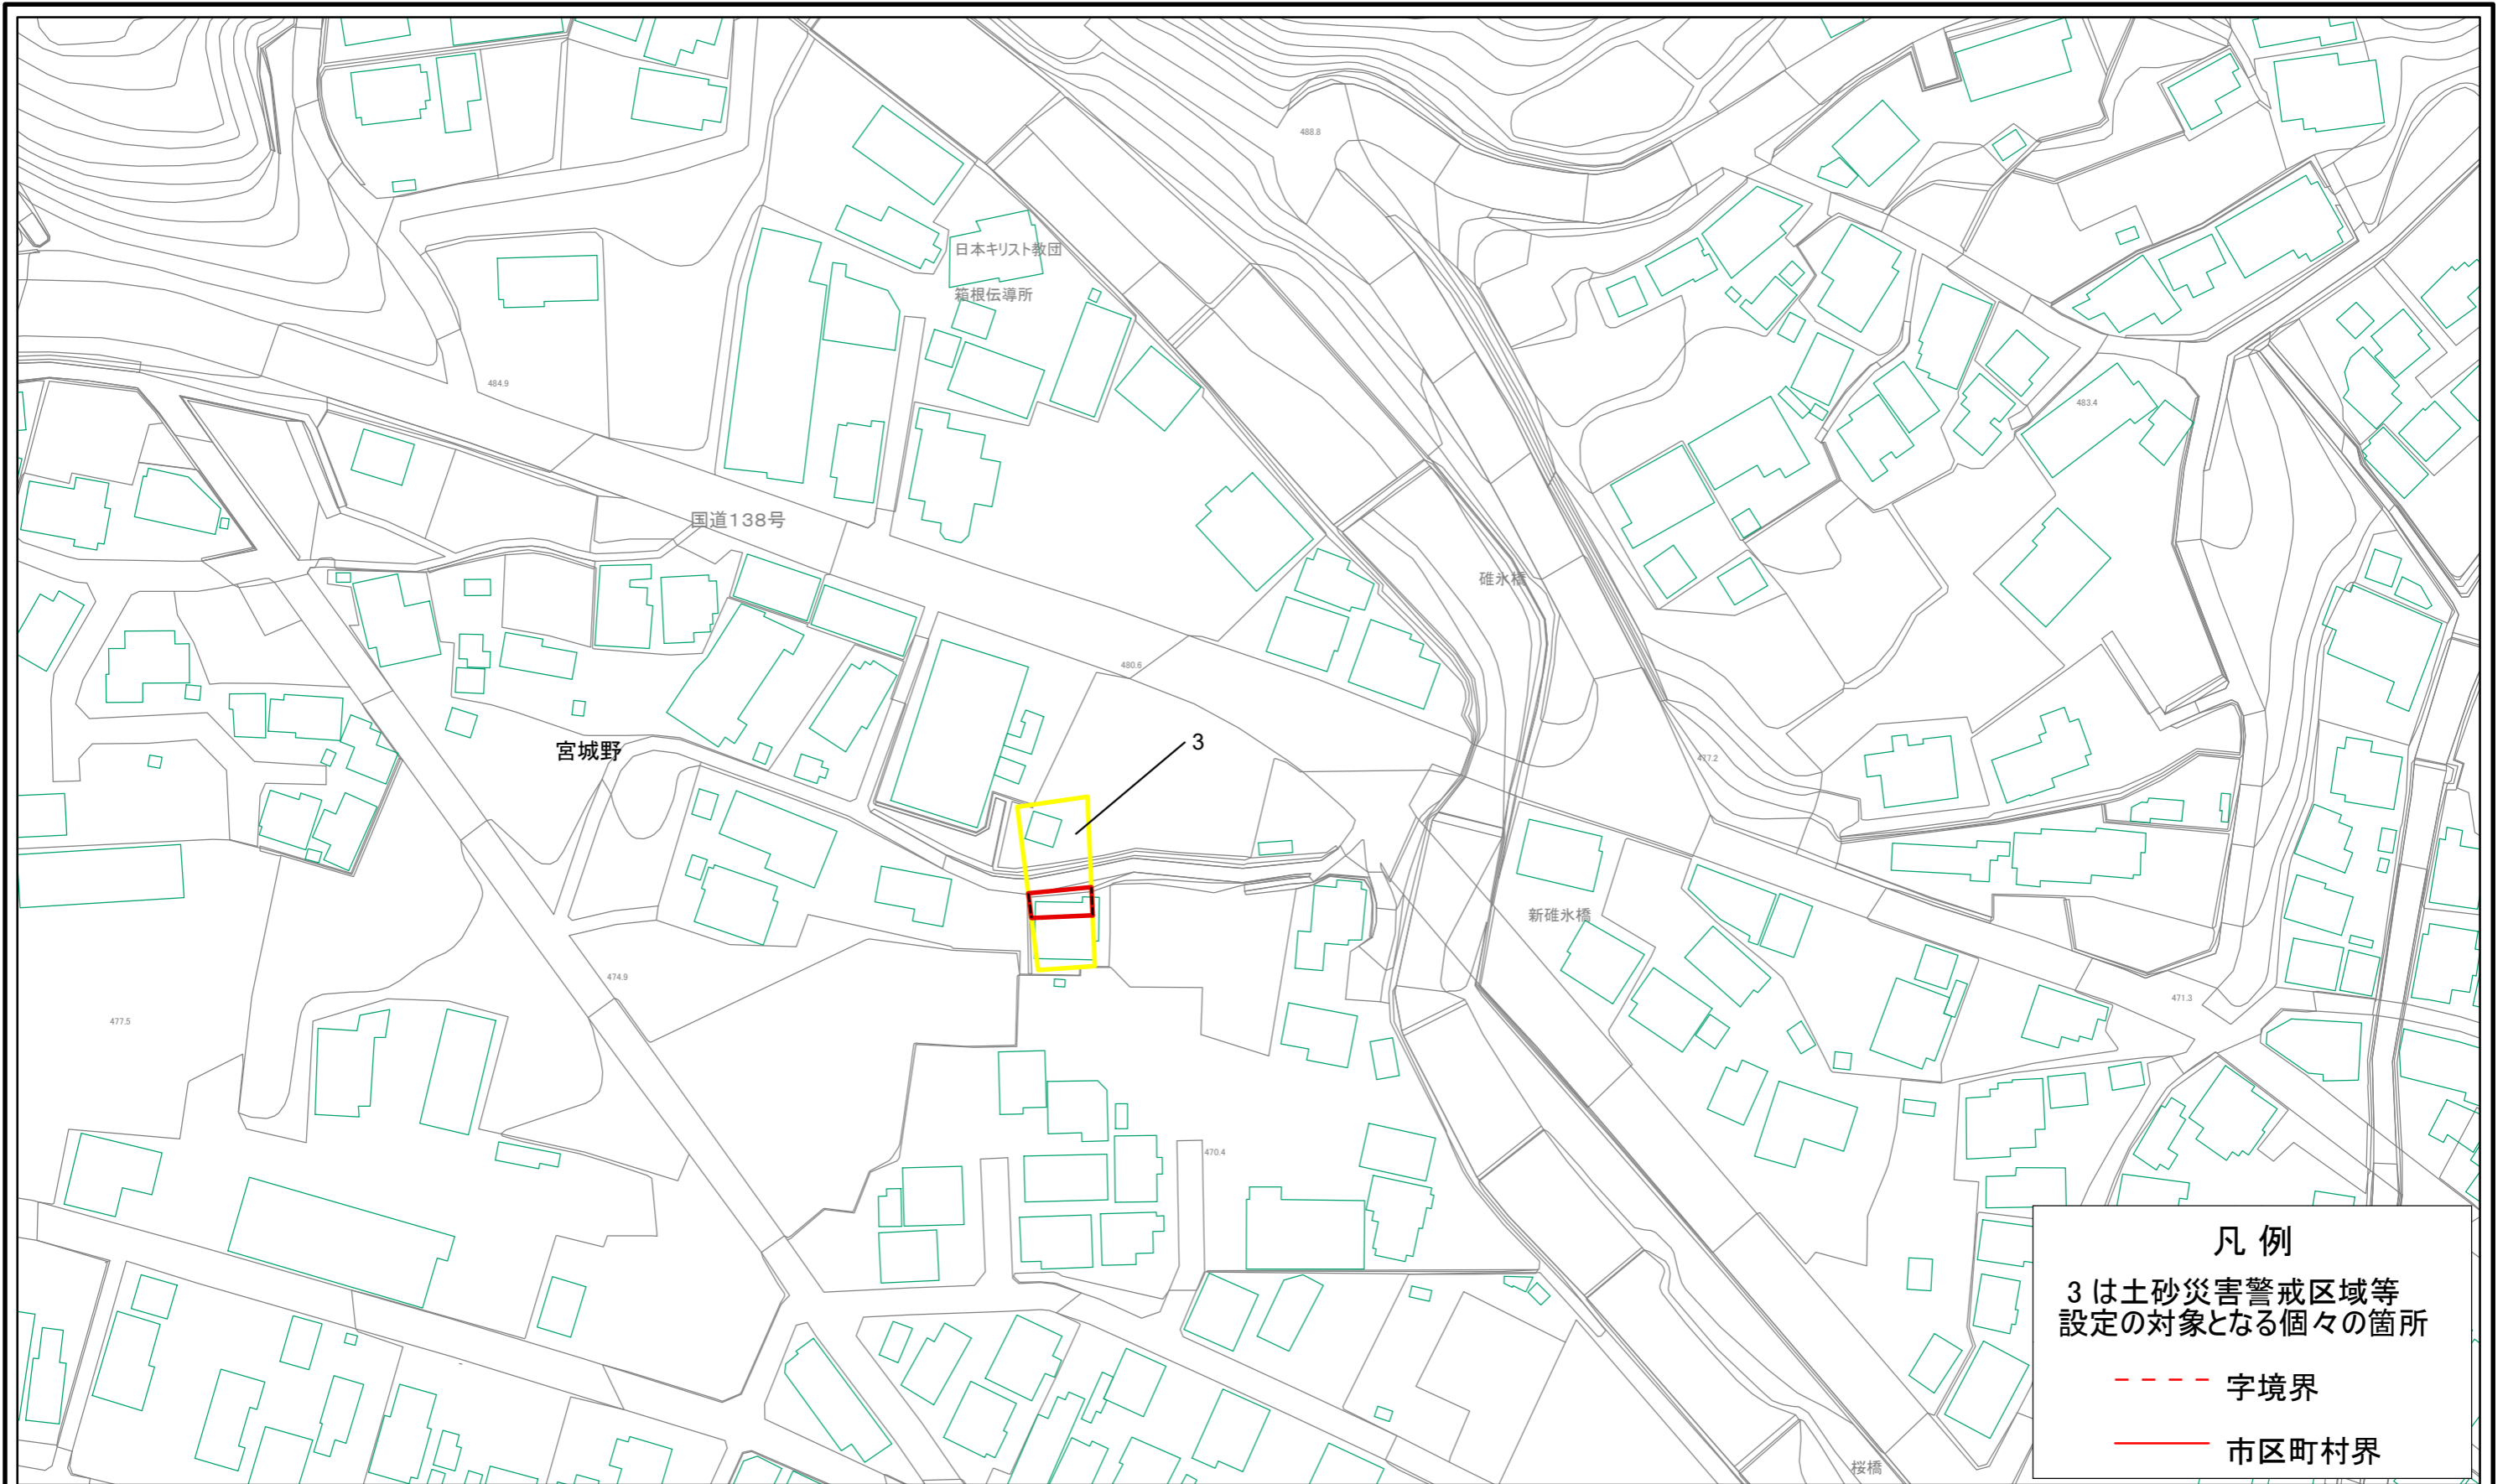 488.8
日本キリスト教団
箱根伝導所
484.9
483.4
国道138号
碓氷橋
480.6
宮城野
3
477.2
新碓氷橋
474.9
477.5
471.3
470.4
桜橋
凡 例
3 は土砂災害警戒区域等
設定の対象となる個々の箇所
字境界
市区町村界